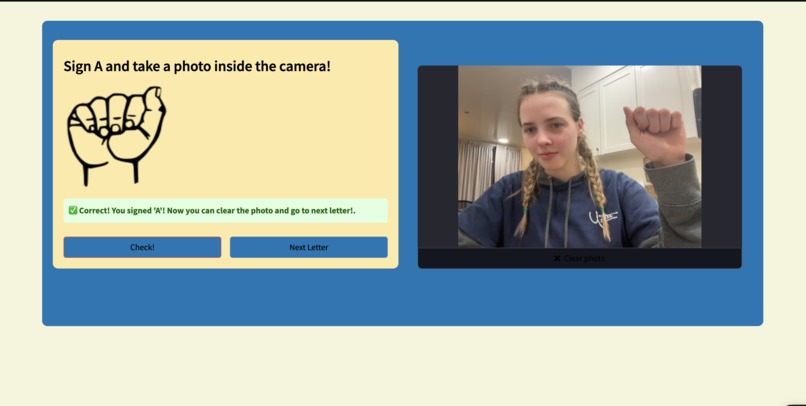 Sign A and take a photo inside the camera!
✅ Correct! You signed 'A'! Now you can clear the photo and go to next letter!.
Check!
Next Letter
✖ Clear photo